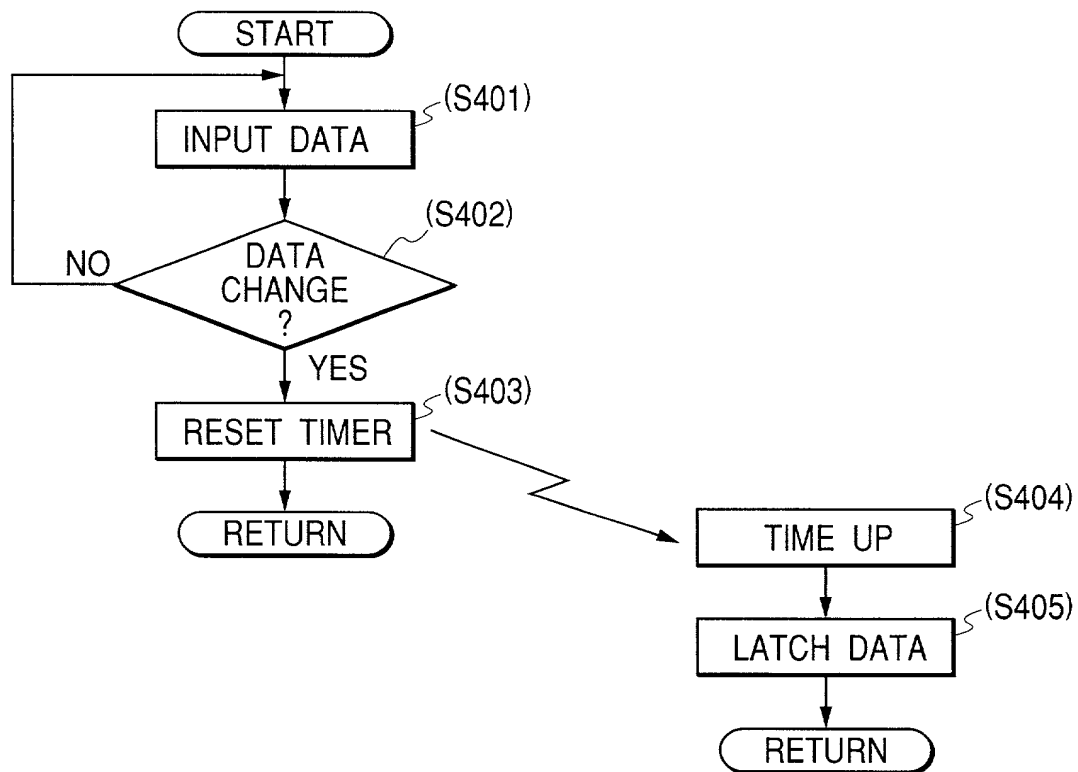 START
(S401)
INPUT DATA
(S402)
NO
DATA
CHANGE
?
YES
(S403)
RESET TIMER
RETURN
(S404)
TIME UP
(S405)
LATCH DATA
RETURN